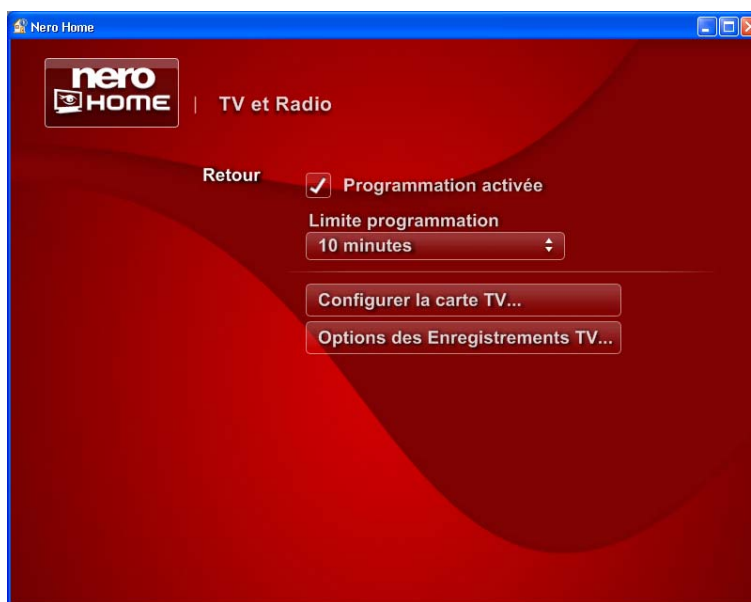 Nero Home
nero
HOME
| TV et Radio
Retour
Programmation activée
Limite programmation
10 minutes
Configurer la carte TV...
Options des Enregistrements TV...